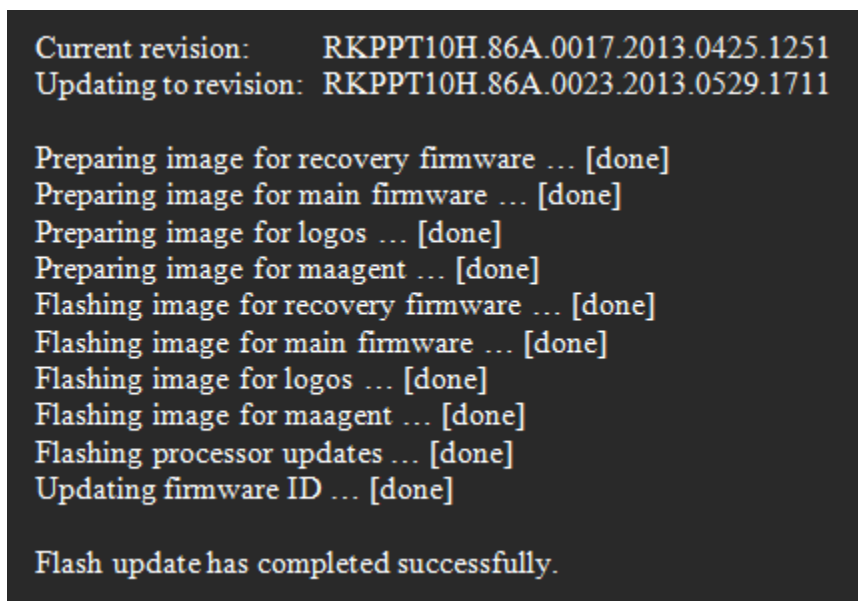 Current revision: RKPPT10H.86A.0017.2013.0425.1251
Updating to revision: RKPPT10H.86A.0023.2013.0529.1711
Preparing image for recovery firmware … [done]
Preparing image for main firmware … [done]
Preparing image for logos … [done]
Preparing image for maagent … [done]
Flashing image for recovery firmware … [done]
Flashing image for main firmware … [done]
Flashing image for logos … [done]
Flashing image for maagent … [done]
Flashing processor updates … [done]
Updating firmware ID … [done]
Flash update has completed successfully.